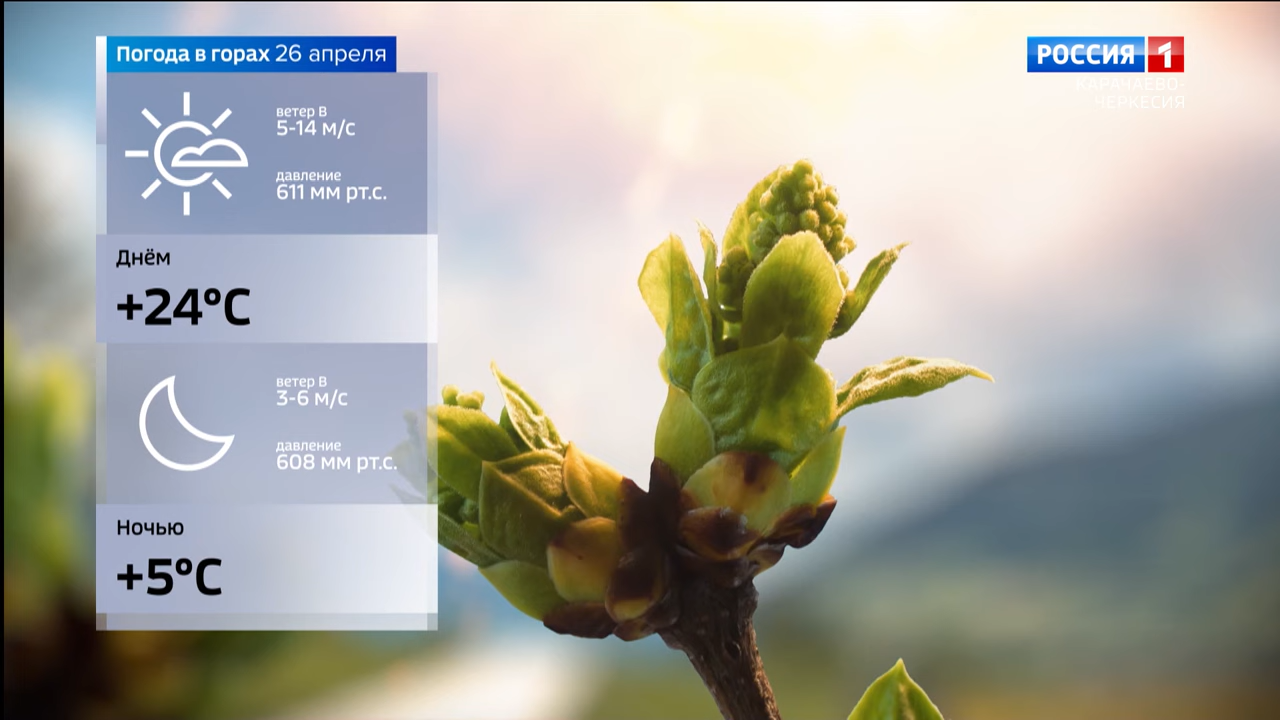 Погода в горах 26 апреля
РОССИЯ 1
КАРАЧАЕВО-
ЧЕРКЕСИЯ
ветер В
5-14 м/с
давление
611 мм рт.с.
Днём
+24°C
ветер В
3-6 м/с
давление
608 мм рт.с.
Ночью
+5°C